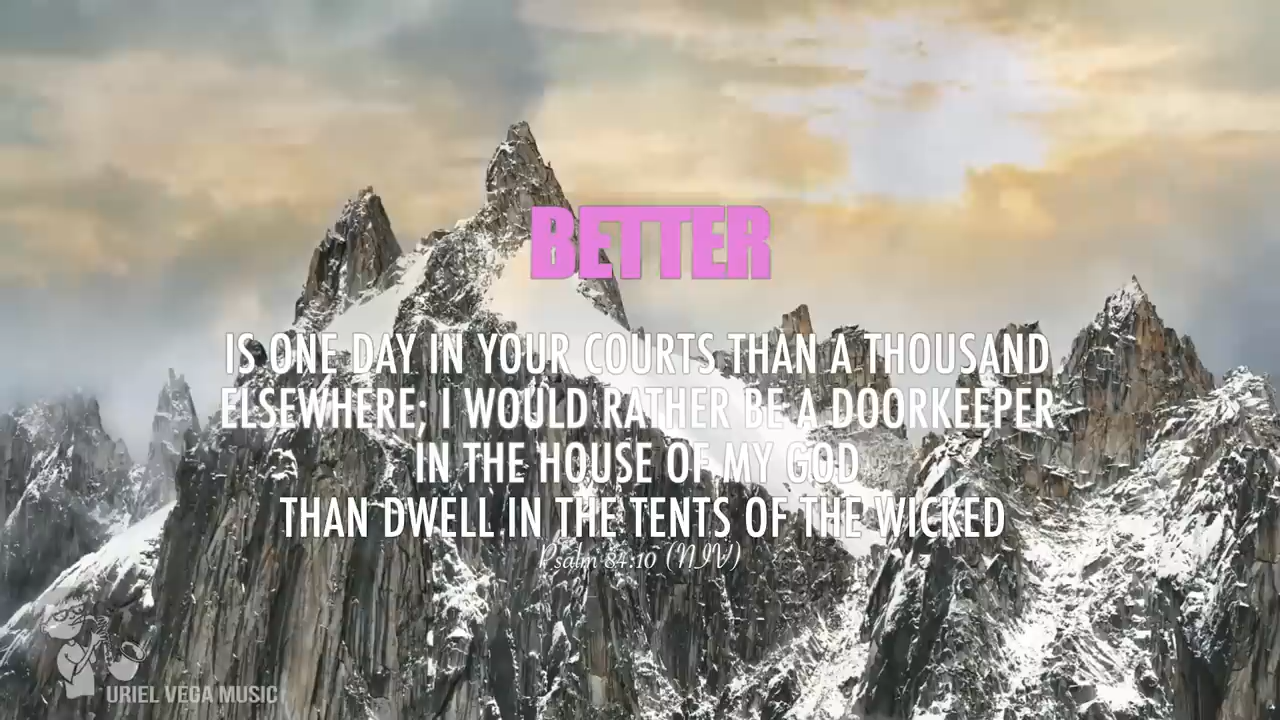 BETTER
IS ONE DAY IN YOUR COURTS THAN A THOUSAND
ELSEWHERE; I WOULD RATHER BE A DOORKEEPER
IN THE HOUSE OF MY GOD
THAN DWELL IN THE TENTS OF THE WICKED
Psalm 84:10 (NIV)
URIEL VEGA MUSIC